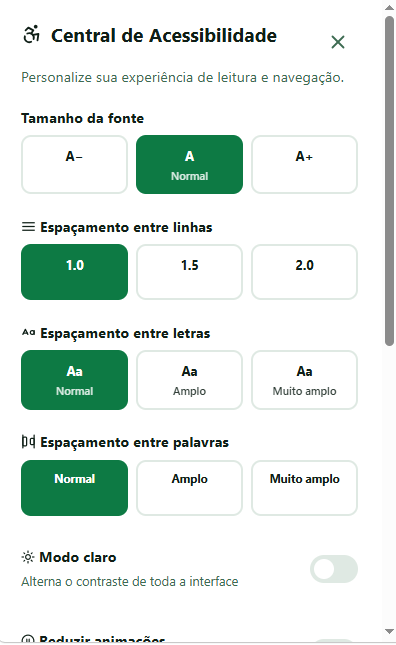 Central de Acessibilidade
Personalize sua experiência de leitura e navegação.
Tamanho da fonte
A−
A
A+
Normal
Espaçamento entre linhas
1.0
1.5
2.0
Aa Espaçamento entre letras
Aa
Aa
Aa
Normal
Amplo
Muito amplo
Espaçamento entre palavras
Normal
Amplo
Muito amplo
Modo claro
Alterna o contraste de toda a interface
Reduzir animações